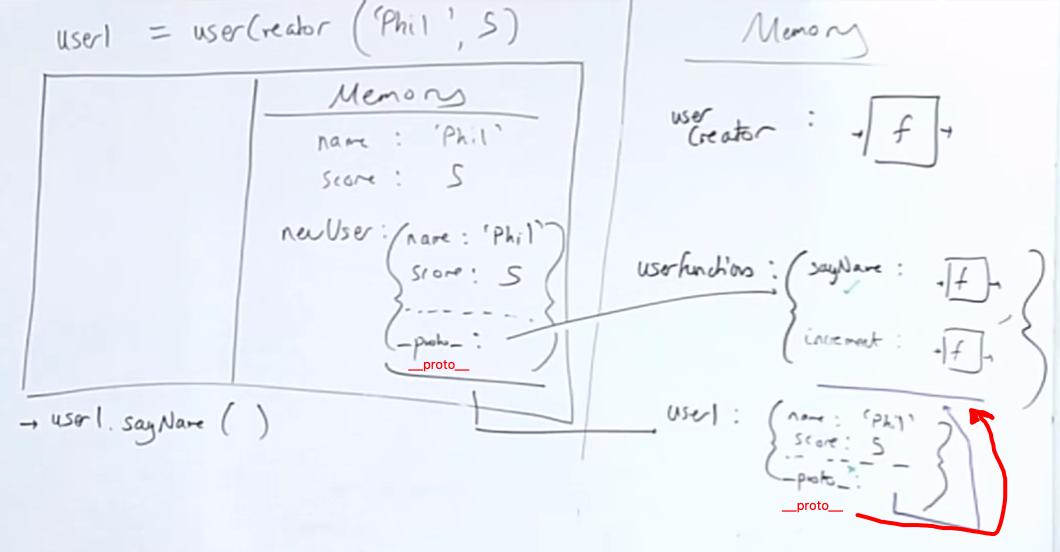 user1 = userCreator ('Phil', 5)
Memory
name : 'Phil'
score : 5
newUser : { name : 'Phil'
score : 5
__proto__ :
__proto__
}
→ user1.sayName ( )
Memory
user
Creator : f
userfunctions : { sayName : f
increment : f }
user1 : { name : 'Phil'
score : 5
__proto__ :
}
__proto__